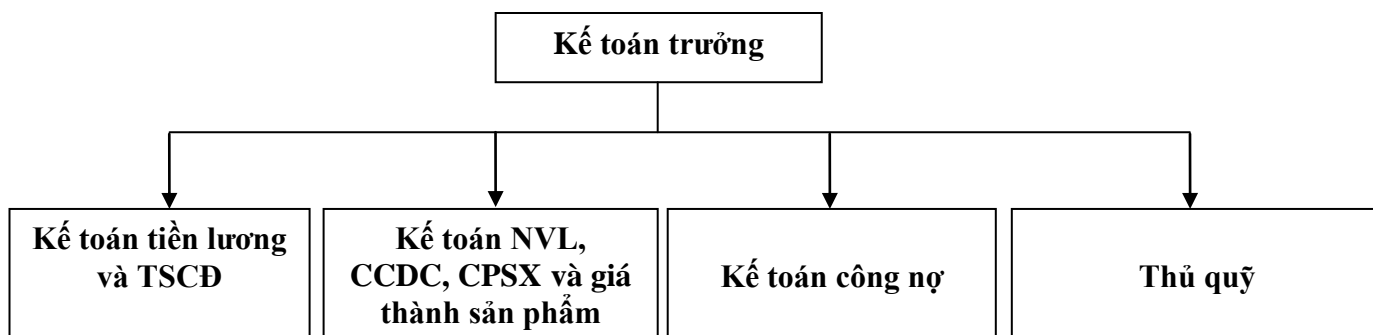 Kế toán trưởng
Kế toán tiền lương
và TSCĐ
Kế toán NVL,
CCDC, CPSX và giá
thành sản phẩm
Kế toán công nợ
Thủ quỹ